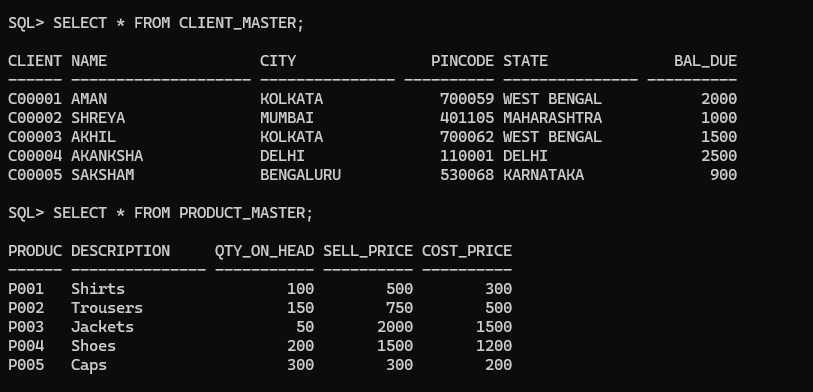 SQL> SELECT * FROM CLIENT_MASTER;
CLIENT NAME                 CITY               PINCODE STATE              BAL_DUE
------ -------------------- --------------- ---------- --------------- ----------
C00001 AMAN                 KOLKATA             700059 WEST BENGAL           2000
C00002 SHREYA               MUMBAI              401105 MAHARASHTRA           1000
C00003 AKHIL                KOLKATA             700062 WEST BENGAL           1500
C00004 AKANKSHA             DELHI               110001 DELHI                 2500
C00005 SAKSHAM              BENGALURU           530068 KARNATAKA              900
SQL> SELECT * FROM PRODUCT_MASTER;
PRODUC DESCRIPTION     QTY_ON_HEAD SELL_PRICE COST_PRICE
------ --------------- ----------- ---------- ----------
P001   Shirts                  100        500        300
P002   Trousers                150        750        500
P003   Jackets                  50       2000       1500
P004   Shoes                   200       1500       1200
P005   Caps                    300        300        200